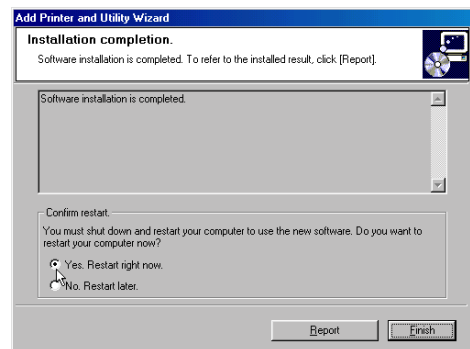 Add Printer and Utility Wizard
Installation completion.
Software installation is completed. To refer to the installed result, click [Report].
Software installation is completed.
Confirm restart.
You must shut down and restart your computer to use the new software. Do you want to
restart your computer now?
Yes. Restart right now.
No. Restart later.
Report
Finish